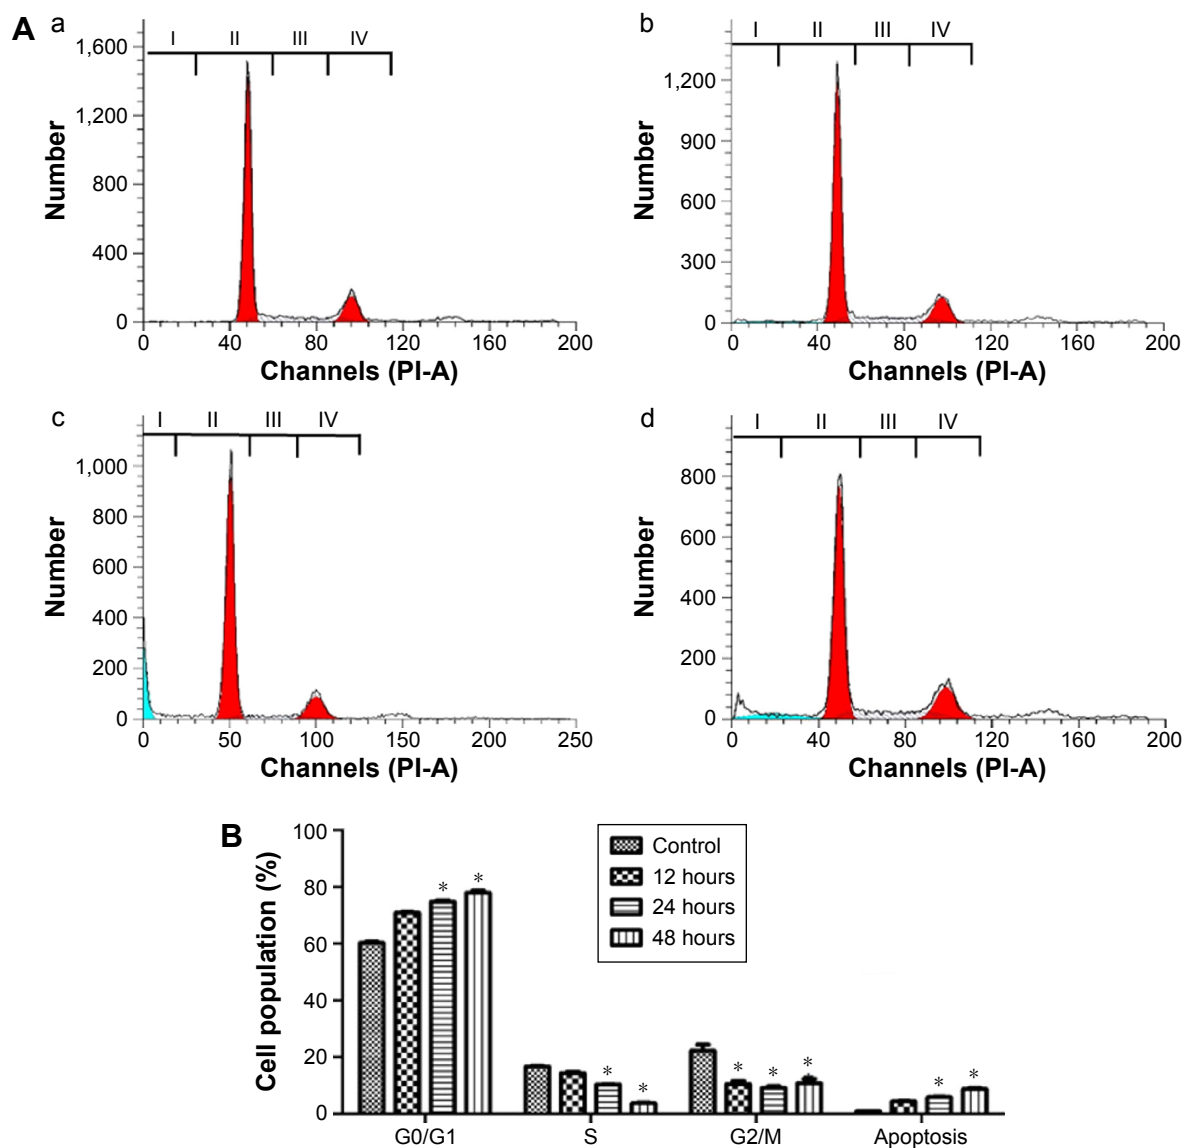 A
a
I II III IV
1,600
1,200
800
400
0
0 40 80 120 160 200
Number
Channels (PI-A)
b
I II III IV
1,200
900
600
300
0
0 40 80 120 160 200
Number
Channels (PI-A)
c
I II III IV
1,000
800
600
400
200
0
0 50 100 150 200 250
Number
Channels (PI-A)
d
I II III IV
800
600
400
200
0
0 40 80 120 160 200
Number
Channels (PI-A)
B
Cell population (%)
100
80
60
40
20
0
Control
12 hours
24 hours
48 hours
* *
* *
* * *
* *
G0/G1 S G2/M Apoptosis